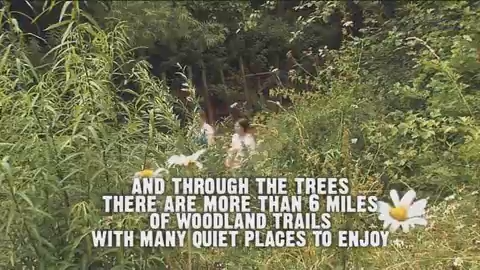 AND THROUGH THE TREES
THERE ARE MORE THAN 6 MILES
OF WOODLAND TRAILS
WITH MANY QUIET PLACES TO ENJOY